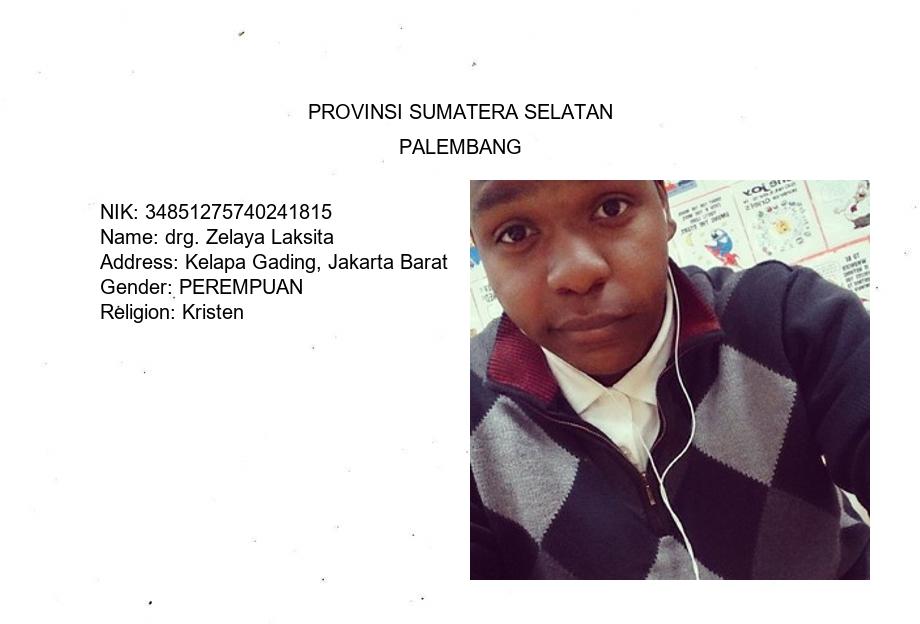 PROVINSI SUMATERA SELATAN
PALEMBANG
NIK: 34851275740241815
Name: drg. Zelaya Laksita
Address: Kelapa Gading, Jakarta Barat
Gender: PEREMPUAN
Religion: Kristen